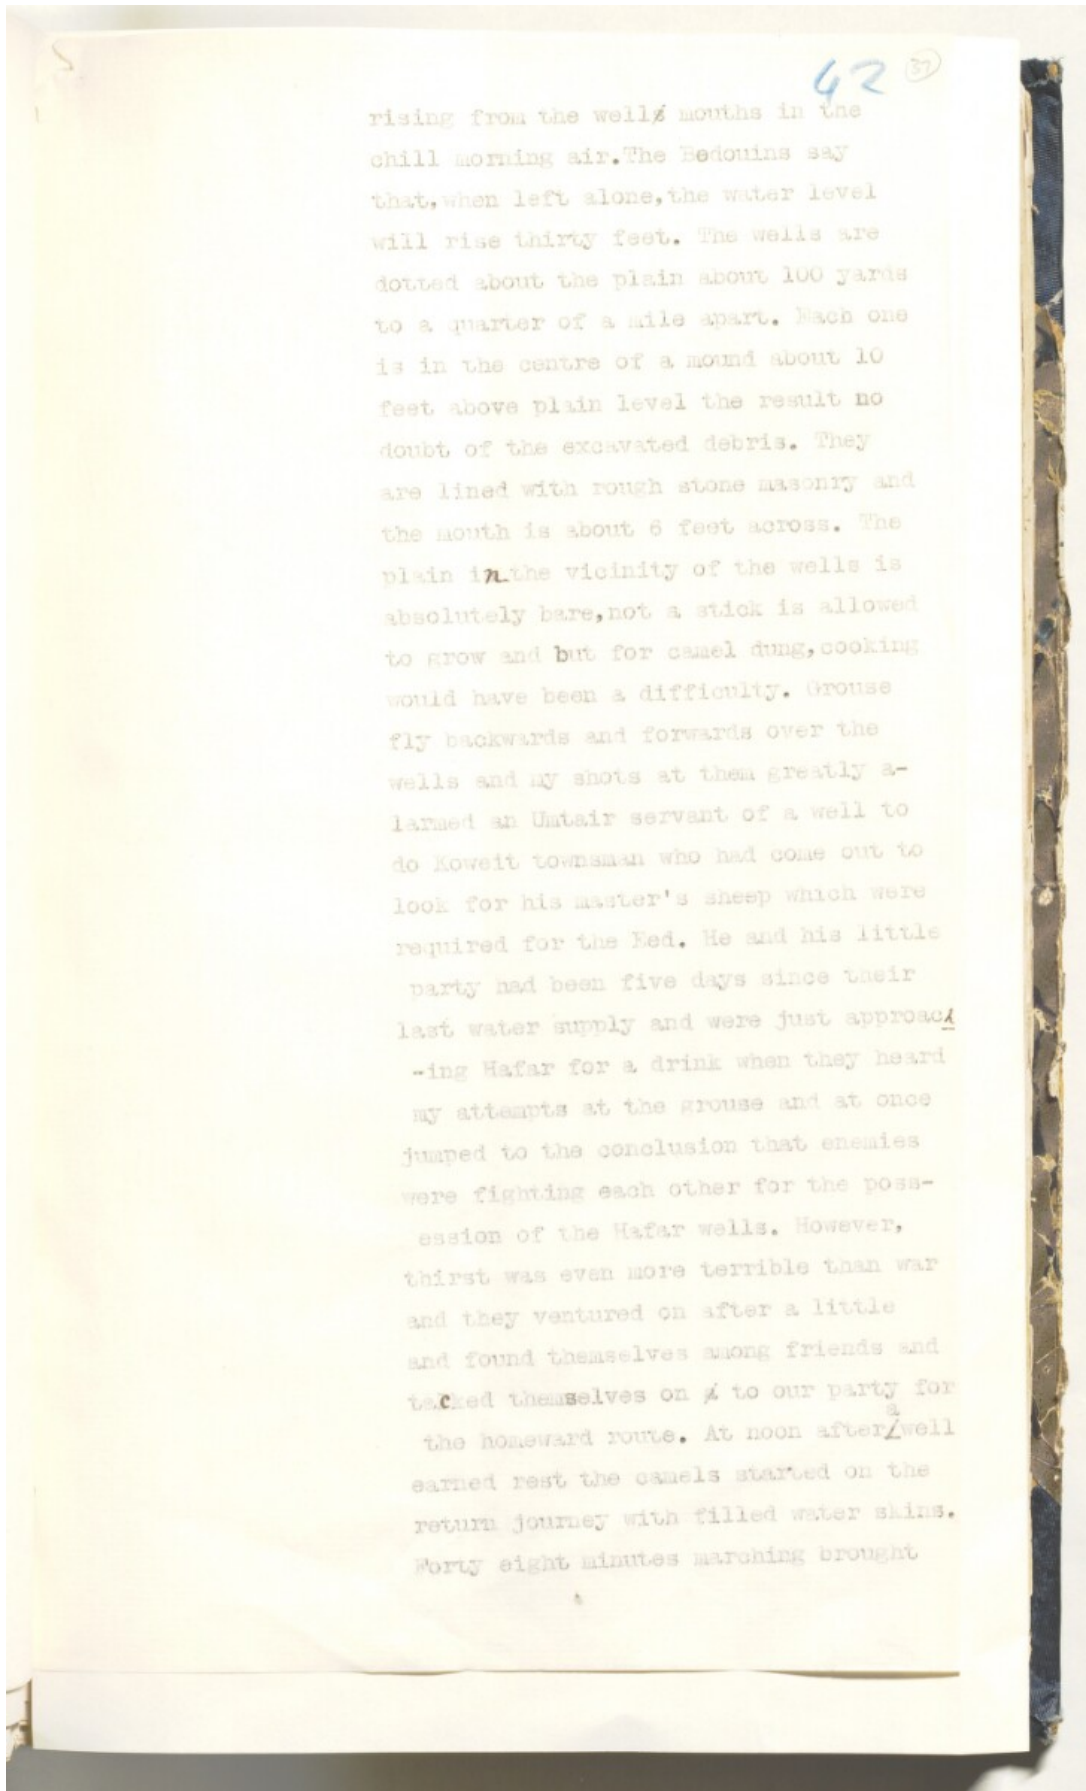 42 37
rising from the wells mouths in the
chill morning air.The Bedouins say
that,when left alone,the water level
will rise thirty feet. The wells are
dotted about the plain about 100 yards
to a quarter of a mile apart. Each one
is in the centre of a mound about 10
feet above plain level the result no
doubt of the excavated debris. They
are lined with rough stone masonry and
the mouth is about 6 feet across. The
plain in the vicinity of the wells is
absolutely bare,not a stick is allowed
to grow and but for camel dung,cooking
would have been a difficulty. Grouse
fly backwards and forwards over the
wells and my shots at them greatly a-
larmed an Umtair servant of a well to
do Koweit townsman who had come out to
look for his master's sheep which were
required for the Eed. He and his little
party had been five days since their
last water supply and were just approach
-ing Hafar for a drink when they heard
my attempts at the grouse and at once
jumped to the conclusion that enemies
were fighting each other for the poss-
ession of the Hafar wells. However,
thirst was even more terrible than war
and they ventured on after a little
and found themselves among friends and
tacked themselves on to our party for
the homeward route. At noon after a well
earned rest the camels started on the
return journey with filled water skins.
Forty eight minutes marching brought